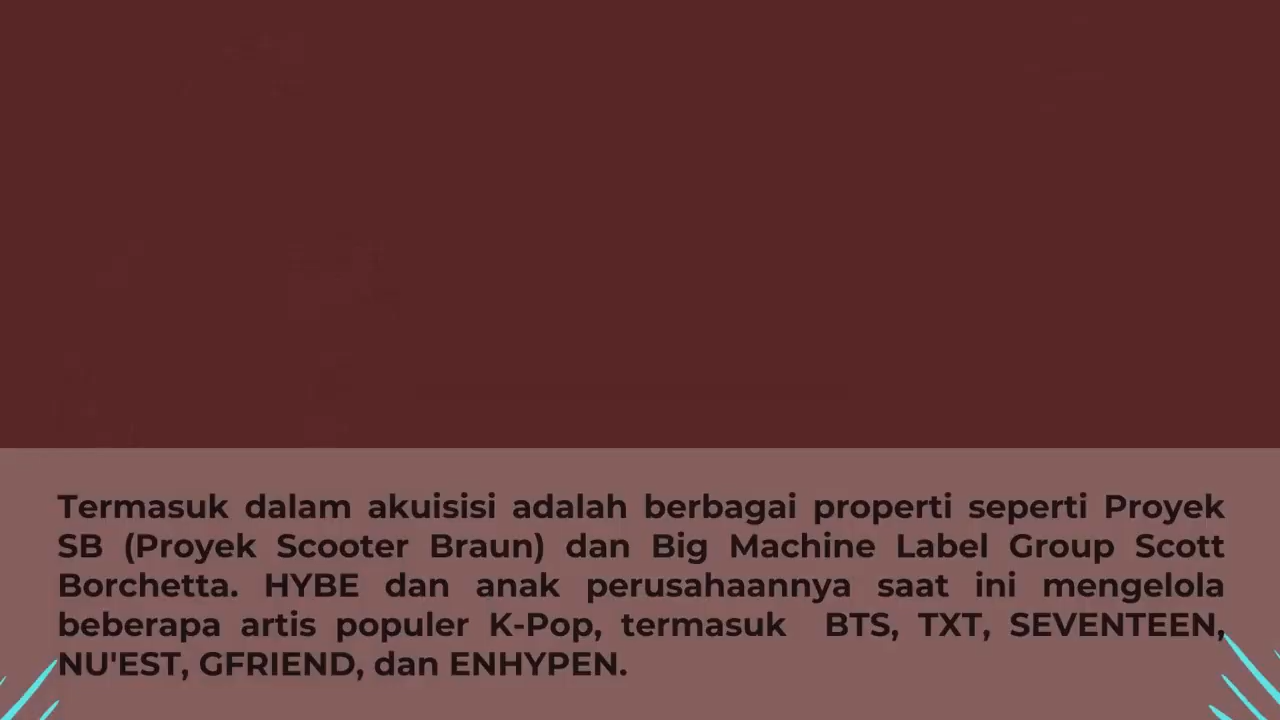 Termasuk dalam akuisisi adalah berbagai properti seperti Proyek
SB (Proyek Scooter Braun) dan Big Machine Label Group Scott
Borchetta. HYBE dan anak perusahaannya saat ini mengelola
beberapa artis populer K-Pop, termasuk BTS, TXT, SEVENTEEN,
NU'EST, GFRIEND, dan ENHYPEN.